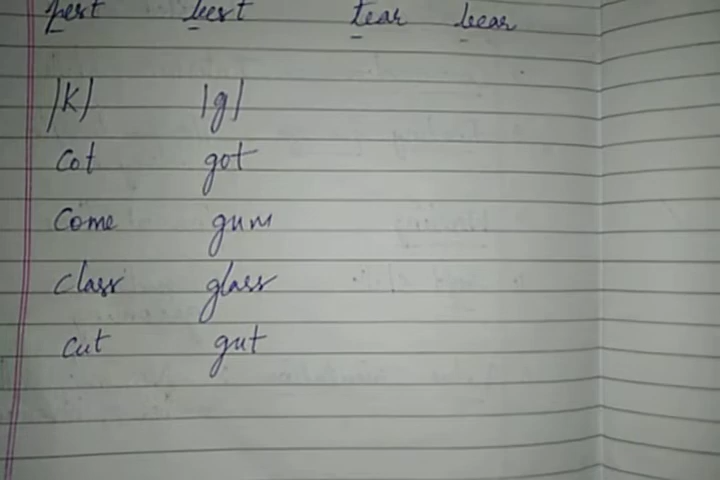 pest best tear bear
/K/ /g/
cot got
Come gum
class glass
cut gut